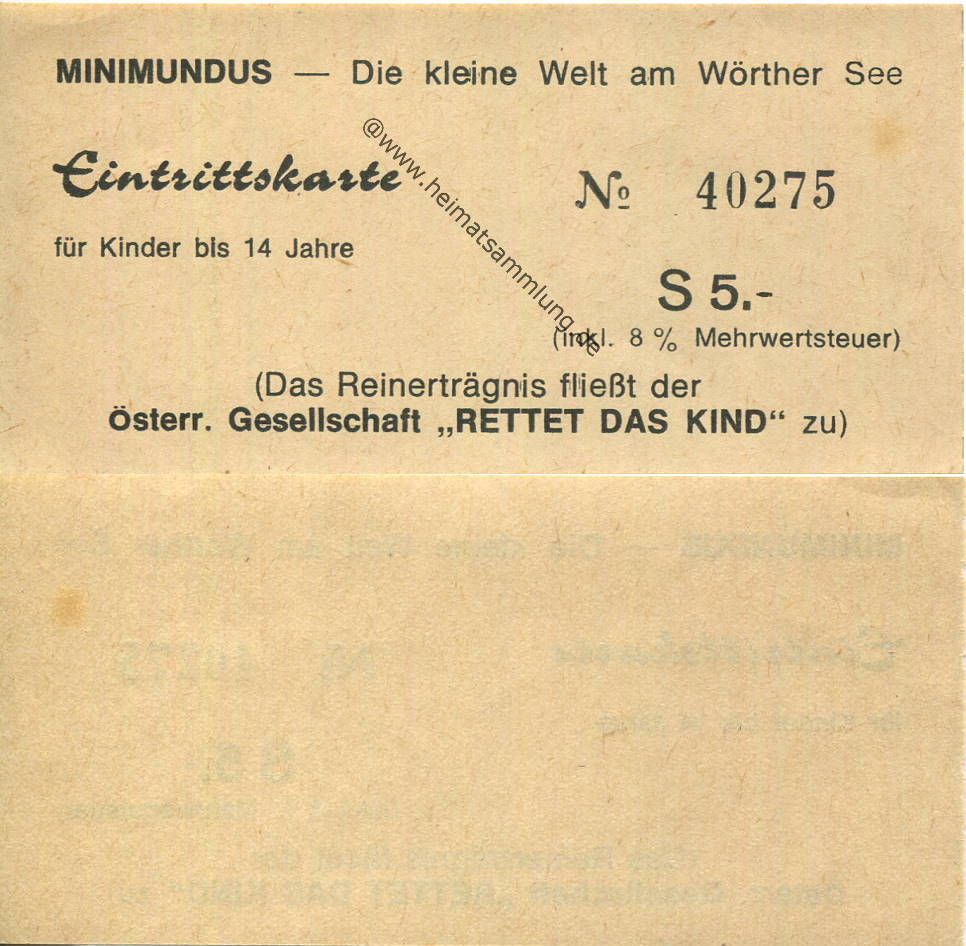 MINIMUNDUS — Die kleine Welt am Wörther See
Eintrittskarte
№ 40275
für Kinder bis 14 Jahre
S 5.-
(inkl. 8 % Mehrwertsteuer)
(Das Reinerträgnis fließt der
österr. Gesellschaft „RETTET DAS KIND“ zu)
@www.heimatsammlung.de